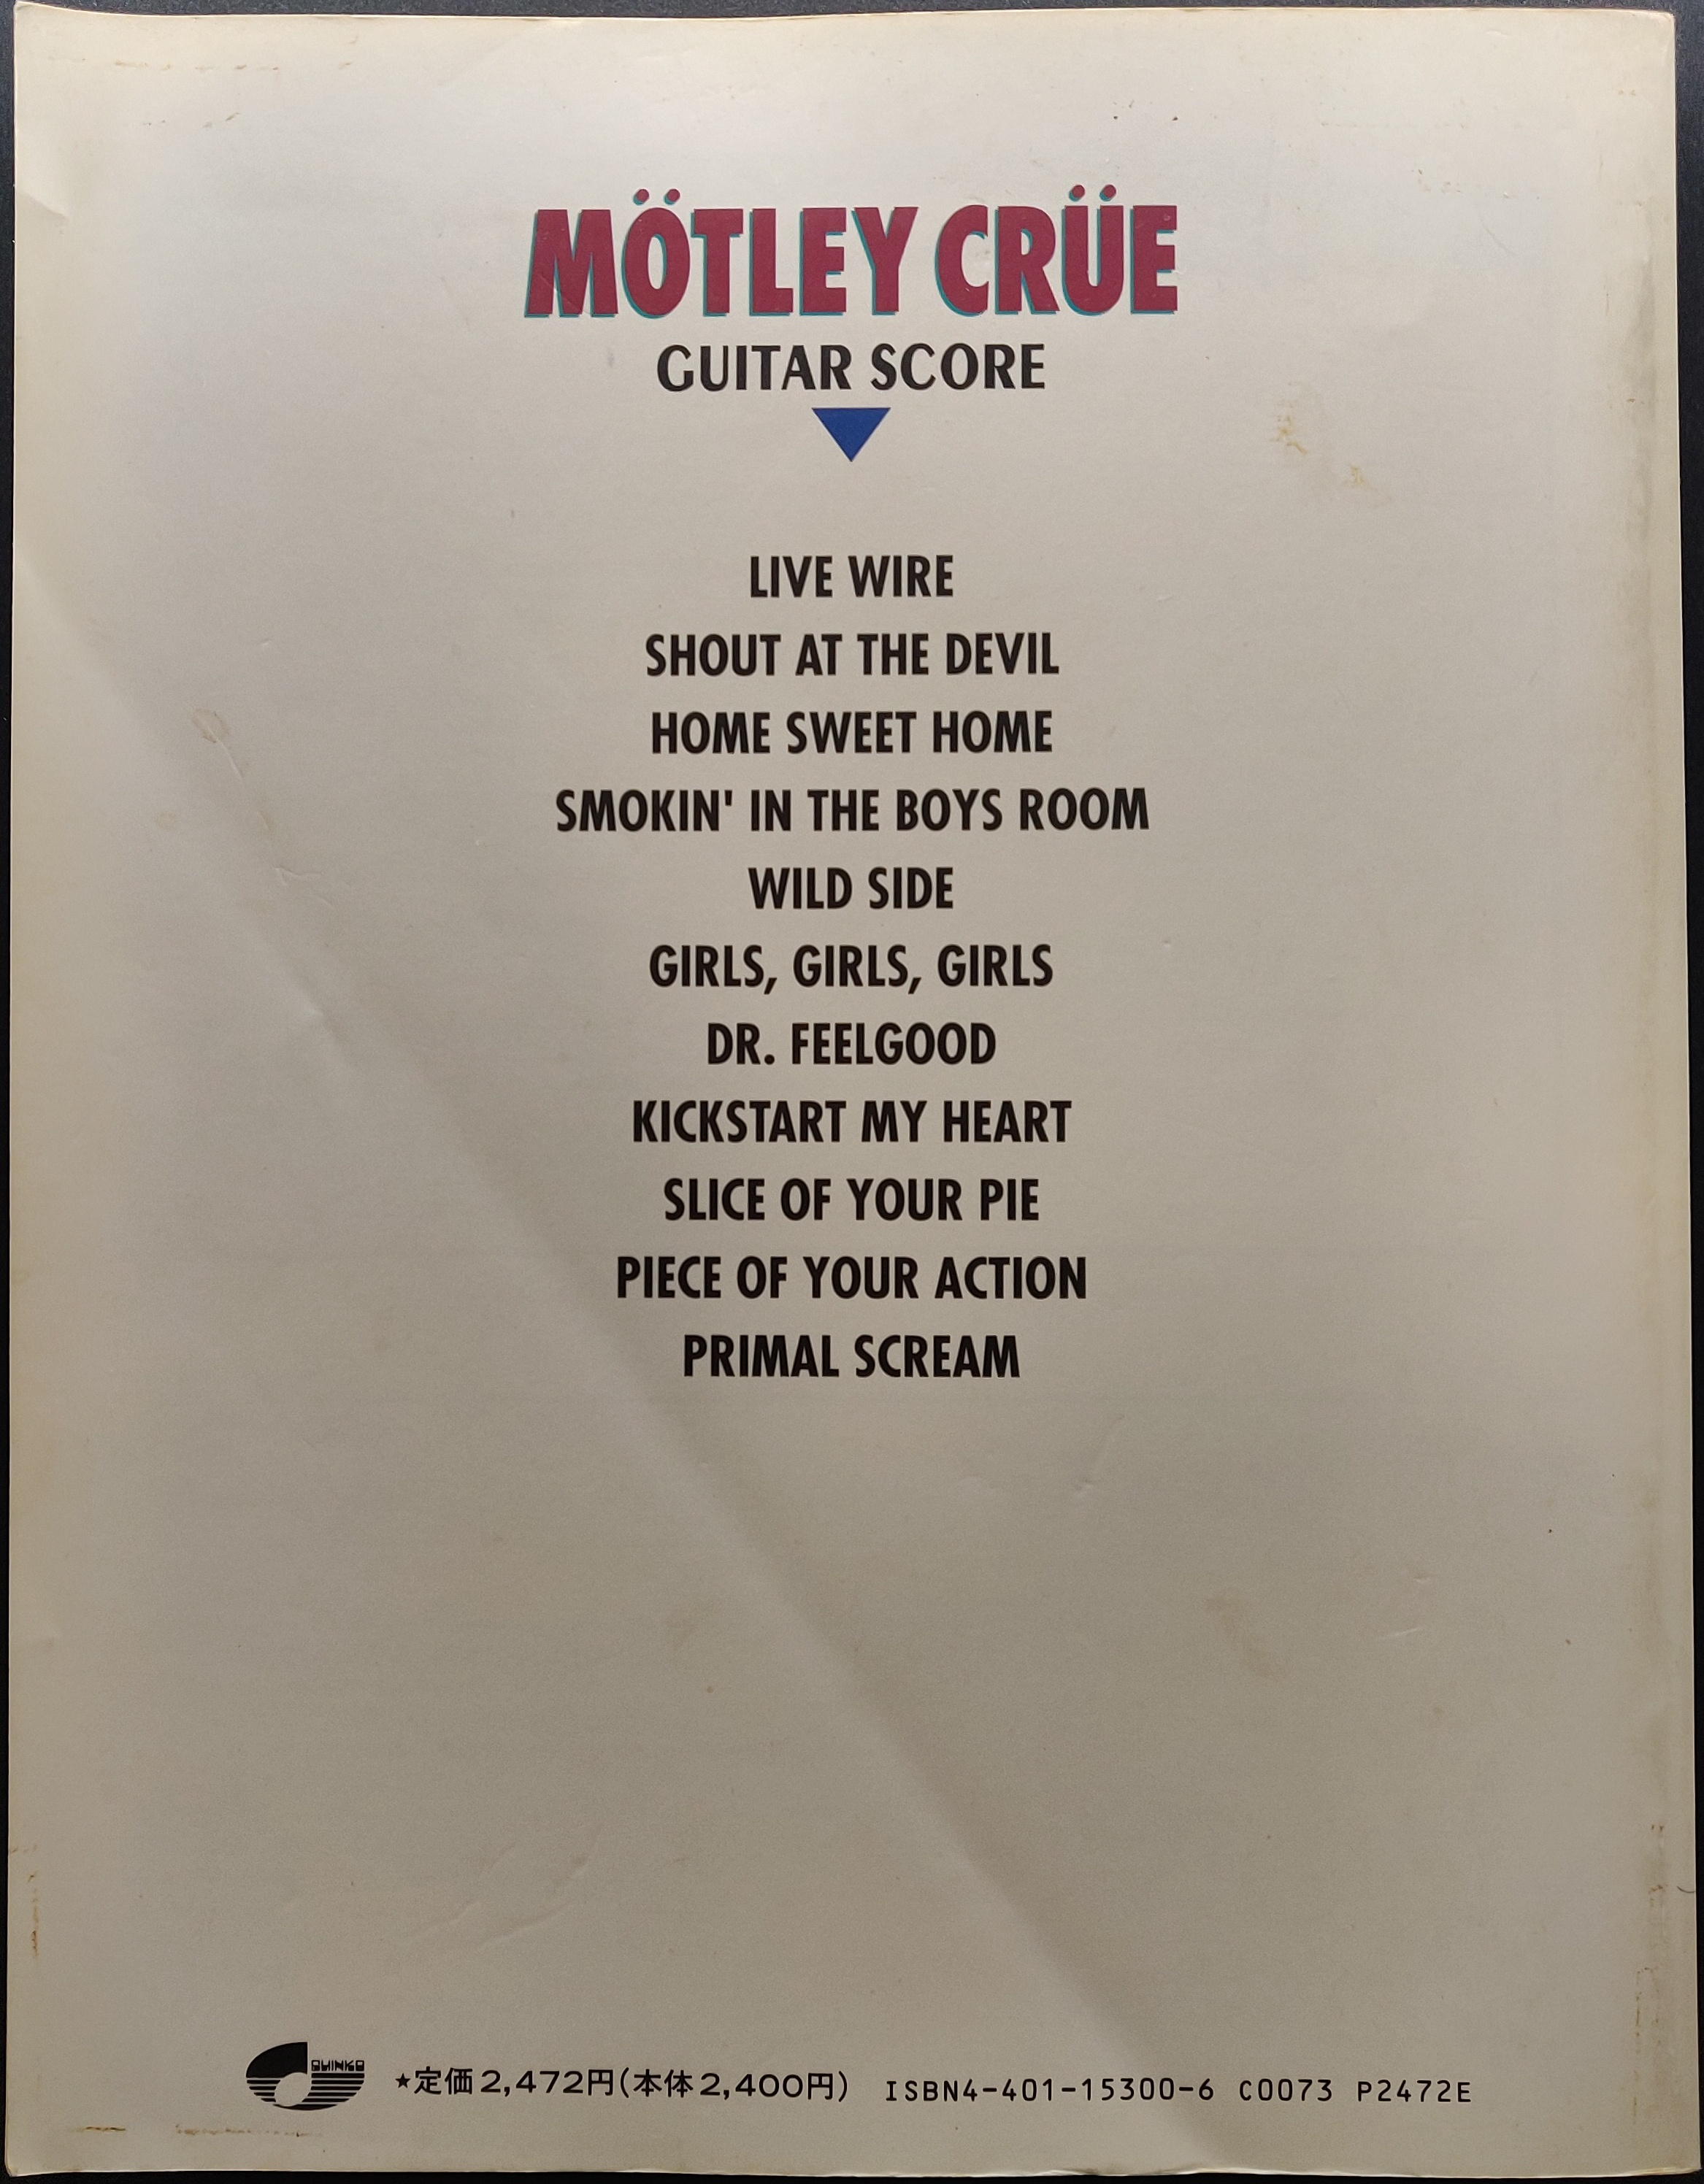 MÖTLEY CRÜE
GUITAR SCORE
LIVE WIRE
SHOUT AT THE DEVIL
HOME SWEET HOME
SMOKIN' IN THE BOYS ROOM
WILD SIDE
GIRLS, GIRLS, GIRLS
DR. FEELGOOD
KICKSTART MY HEART
SLICE OF YOUR PIE
PIECE OF YOUR ACTION
PRIMAL SCREAM
SHINKO
★定価2,472円(本体2,400円) ISBN4-401-15300-6 C0073 P2472E